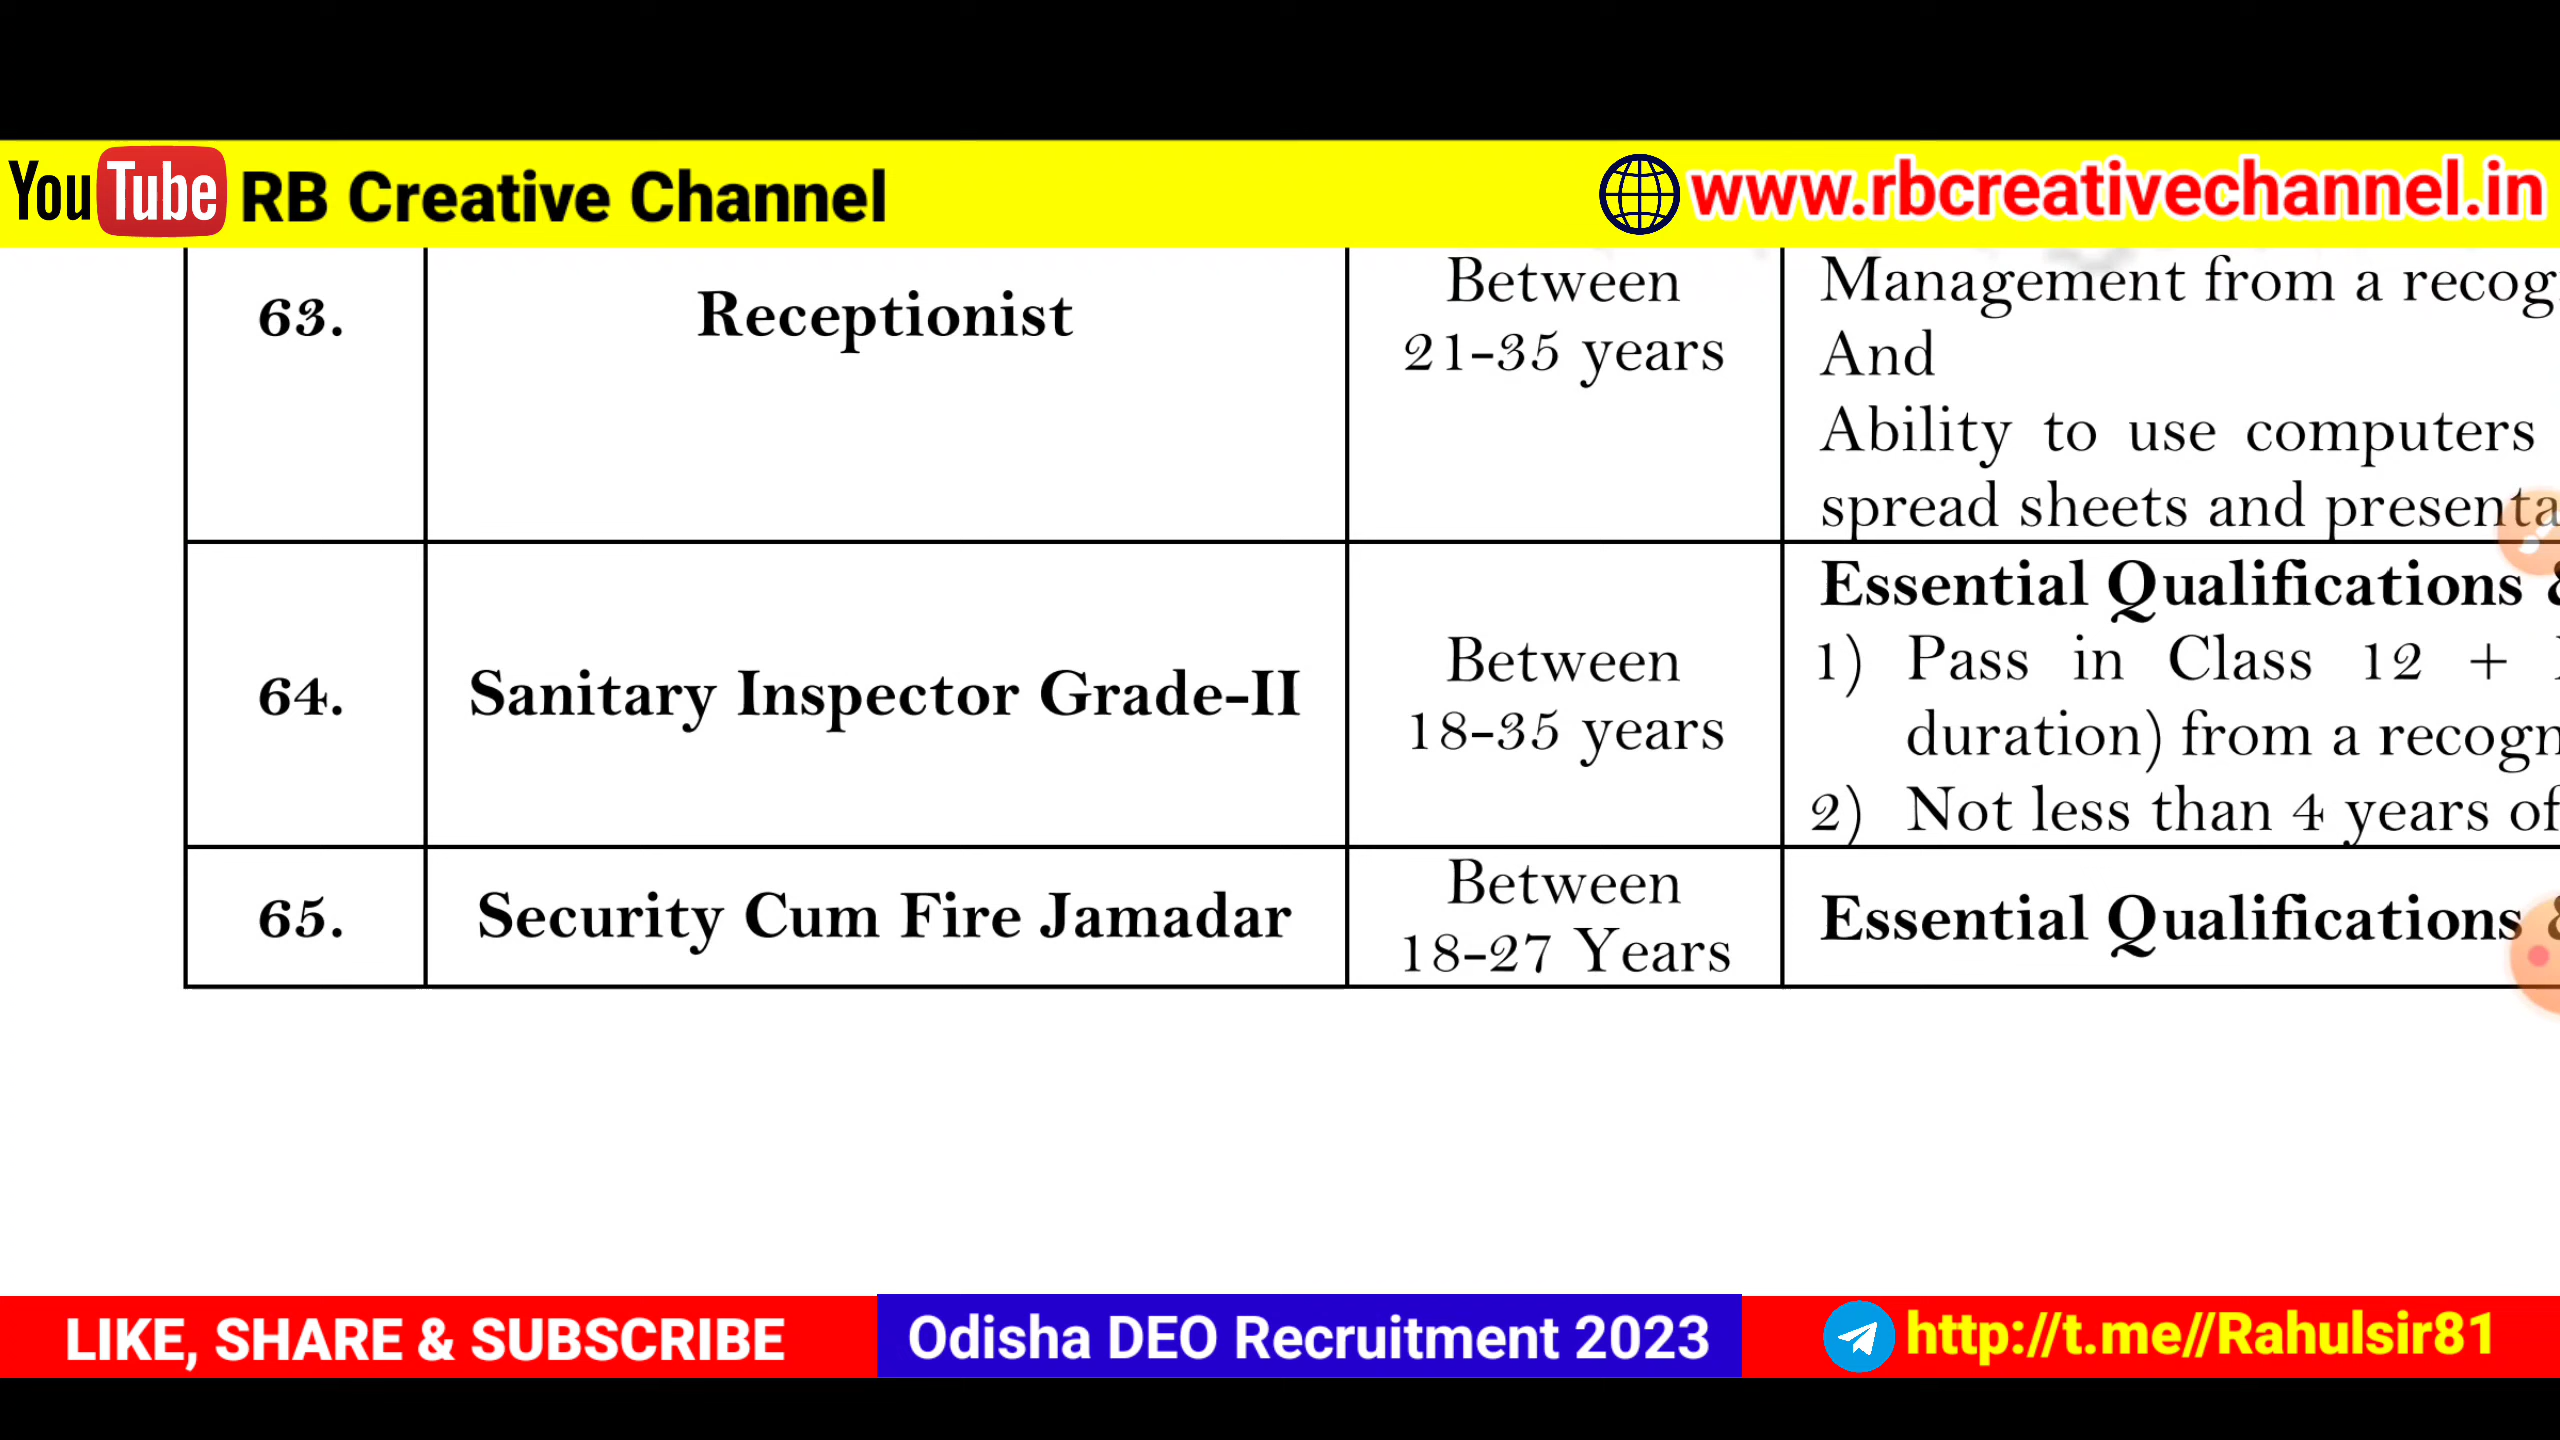 YouTube RB Creative Channel
www.rbcreativechannel.in
63.
Receptionist
Between
21-35 years
Management from a
And
Ability to use computers
spread sheets and
64.
Sanitary Inspector Grade-II
Between
18-35 years
Essential Qualifications
1) Pass in Class 12 +
duration) from a
2) Not less than 4 years of
65.
Security Cum Fire Jamadar
Between
18-27 Years
Essential Qualifications
LIKE, SHARE & SUBSCRIBE
Odisha DEO Recruitment 2023
http://t.me//Rahulsir81